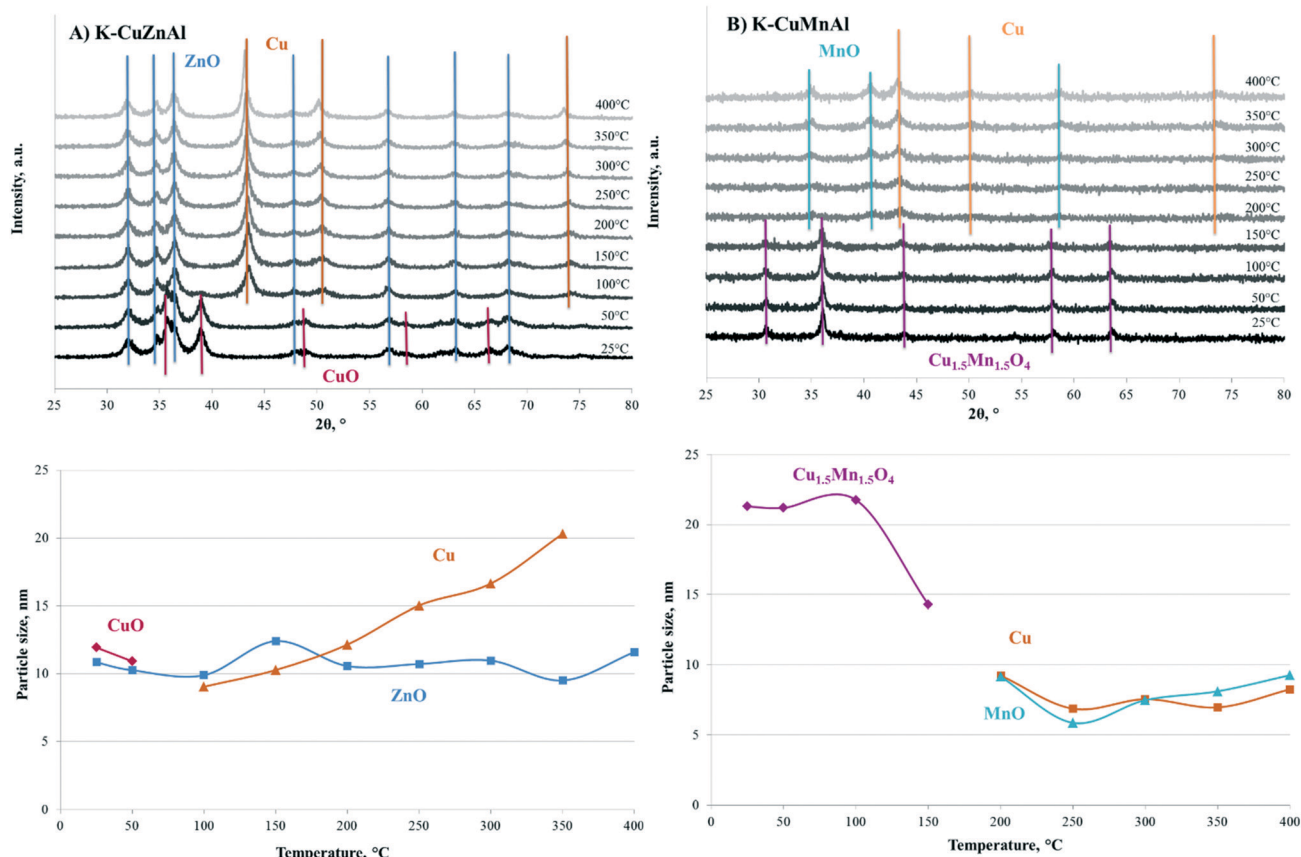 A) K-CuZnAl
ZnO
Cu
400°C
350°C
300°C
250°C
200°C
150°C
100°C
50°C
25°C
CuO
Intensity, a.u.
25 30 35 40 45 50 55 60 65 70 75 80
2θ, °
B) K-CuMnAl
MnO
Cu
400°C
350°C
300°C
250°C
200°C
150°C
100°C
50°C
25°C
Cu1.5Mn1.5O4
Inrensity, a.u.
25 30 35 40 45 50 55 60 65 70 75 80
2θ, °
25
20
15
10
5
0
Particle size, nm
CuO
Cu
ZnO
0 50 100 150 200 250 300 350 400
Temperature, °C
25
20
15
10
5
0
Particle size, nm
Cu1.5Mn1.5O4
Cu
MnO
0 50 100 150 200 250 300 350 400
Temperature, °C